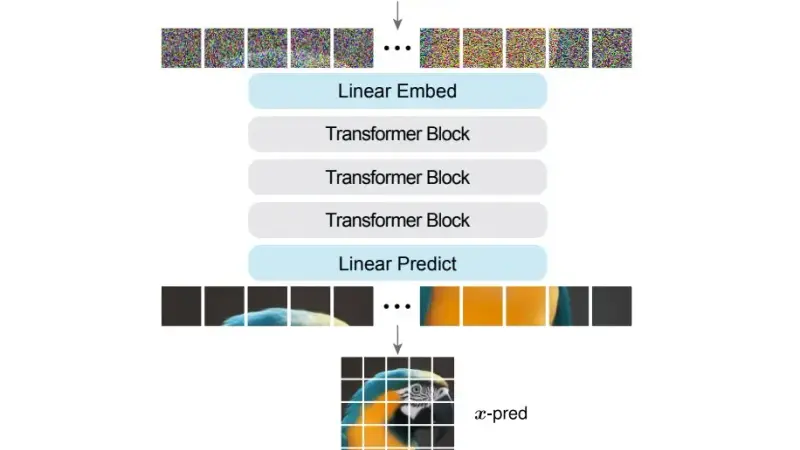 Linear Embed
Transformer Block
Transformer Block
Transformer Block
Linear Predict
x-pred